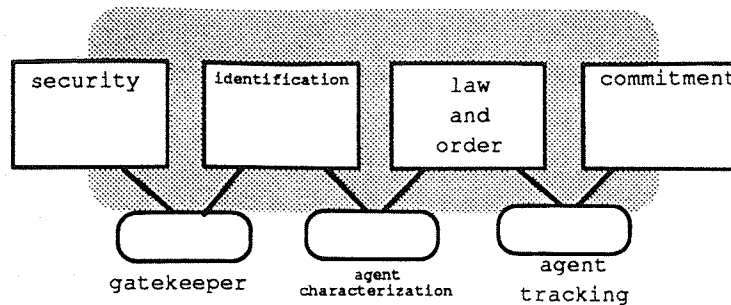 security
identification
law
and
order
commitment
gatekeeper
agent
characterization
agent
tracking